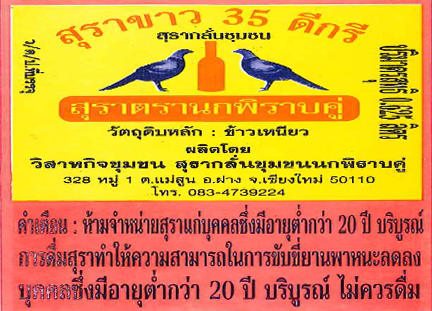 สุราขาว 35 ดีกรี
สุรากลั่นชุมชน
ว/ด/ป.ที่บรรจุ
บริมาตรสุทธิ 0.625 ลิตร
สุราตรานกพิราบคู่
วัตถุดิบหลัก : ข้าวเหนียว
ผลิตโดย
วิสาหกิจชุมชน สุรากลั่นชุมชนนกพิราบคู่
328 หมู่ 1 ต.แม่สูน อ.ฝาง จ.เชียงใหม่ 50110
โทร. 083-4739224
คำเตือน : ห้ามจำหน่ายสุราแก่บุคคลซึ่งมีอายุต่ำกว่า 20 ปี บริบูรณ์
การดื่มสุราทำให้ความสามารถในการขับขี่ยานพาหนะลดลง
บุคคลซึ่งมีอายุต่ำกว่า 20 ปี บริบูรณ์ ไม่ควรดื่ม